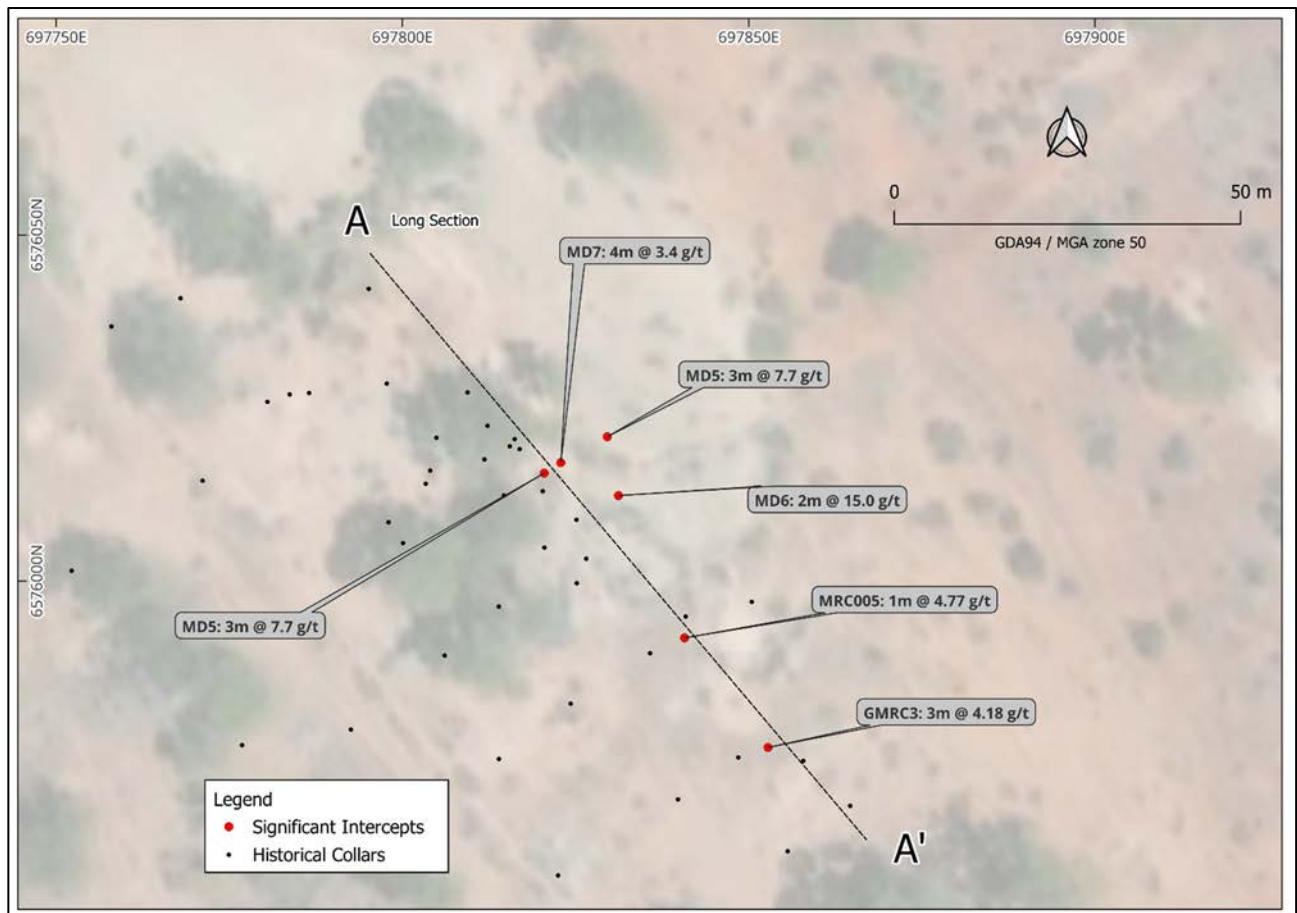 697750E
697800E
697850E
697900E
0
50 m
GDA94 / MGA zone 50
6576050N
A
Long Section
MD7: 4m @ 3.4 g/t
MD5: 3m @ 7.7 g/t
MD6: 2m @ 15.0 g/t
6576000N
MRC005: 1m @ 4.77 g/t
MD5: 3m @ 7.7 g/t
GMRC3: 3m @ 4.18 g/t
Legend
Significant Intercepts
Historical Collars
A'